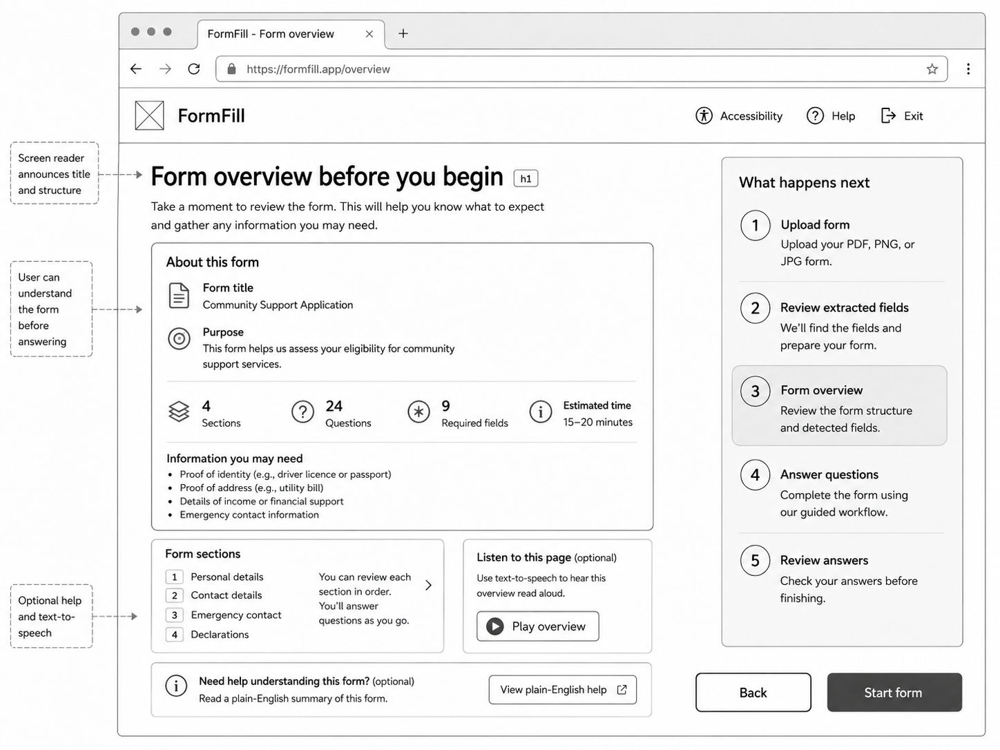 FormFill - Form overview
https://formfill.app/overview
FormFill
Accessibility
Help
Exit
Screen reader
announces title
and structure
Form overview before you begin
h1
Take a moment to review the form. This will help you know what to expect
and gather any information you may need.
User can
understand
the form
before
answering
About this form
Form title
Community Support Application
Purpose
This form helps us assess your eligibility for community
support services.
4
Sections
?
24
Questions
9
Required fields
Estimated time
15–20 minutes
Information you may need
• Proof of identity (e.g., driver licence or passport)
• Proof of address (e.g., utility bill)
• Details of income or financial support
• Emergency contact information
Optional help
and text-to-
speech
Form sections
1 Personal details
2 Contact details
3 Emergency contact
4 Declarations
You can review each
section in order.
You’ll answer
questions as you go.
Listen to this page (optional)
Use text-to-speech to hear this
overview read aloud.
Play overview
Need help understanding this form? (optional)
Read a plain-English summary of this form.
View plain-English help
What happens next
1
Upload form
Upload your PDF, PNG, or
JPG form.
2
Review extracted fields
We’ll find the fields and
prepare your form.
3
Form overview
Review the form structure
and detected fields.
4
Answer questions
Complete the form using
our guided workflow.
5
Review answers
Check your answers before
finishing.
Back
Start form